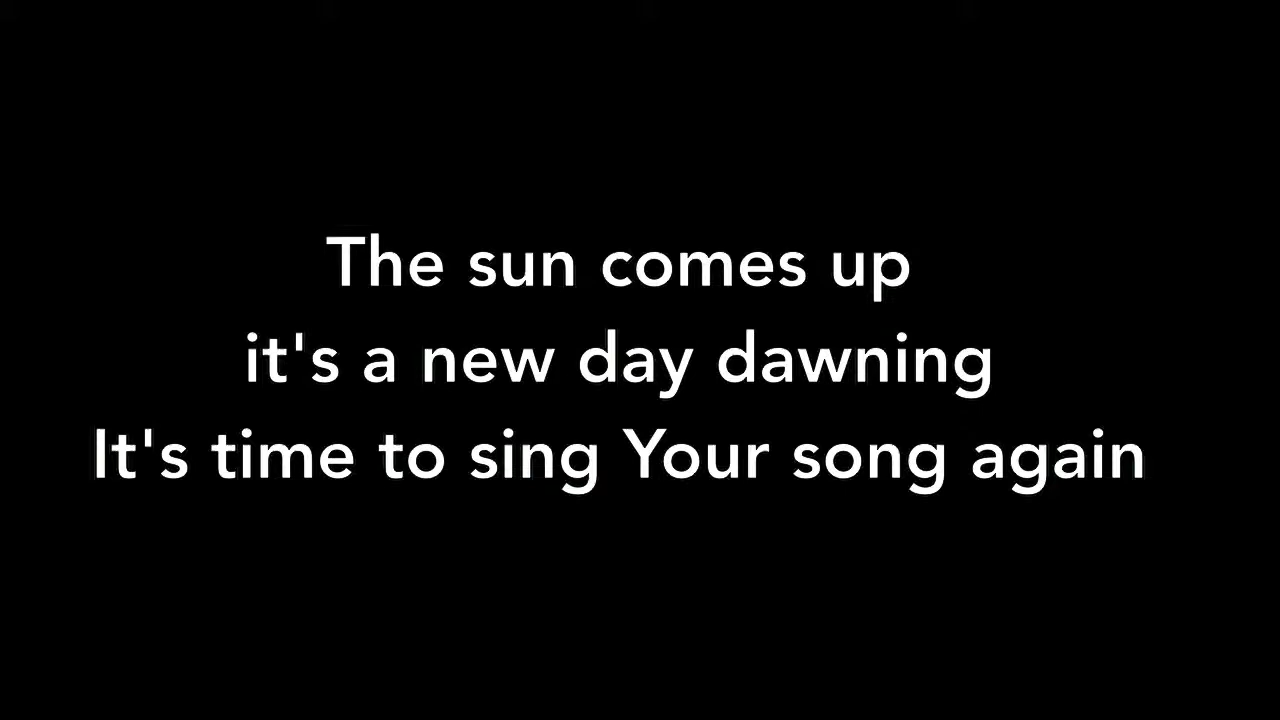 The sun comes up
it's a new day dawning
It's time to sing Your song again